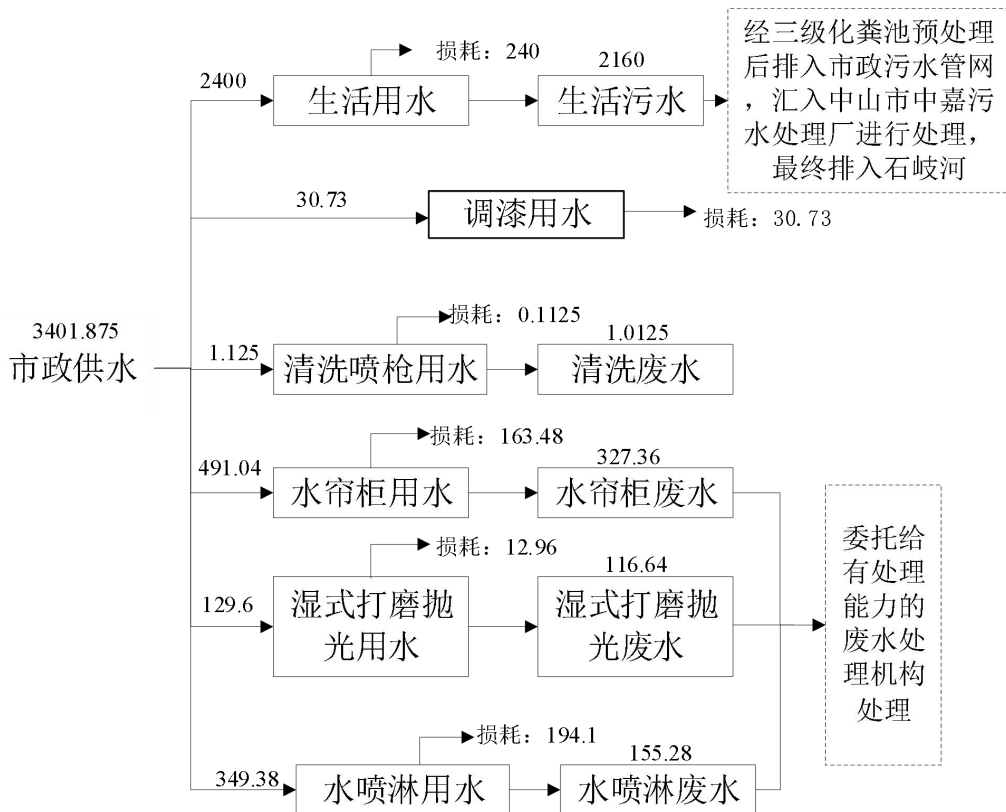 损耗：240
2400
生活用水
2160
生活污水
经三级化粪池预处理
后排入市政污水管网
，汇入中山市中嘉污
水处理厂进行处理，
最终排入石岐河
30.73
调漆用水
损耗：30.73
3401.875
市政供水
损耗：0.1125
1.125
清洗喷枪用水
1.0125
清洗废水
损耗：163.48
491.04
水帘柜用水
327.36
水帘柜废水
损耗：12.96
129.6
湿式打磨抛
光用水
116.64
湿式打磨抛
光废水
委托给
有处理
能力的
废水处
理机构
处理
损耗：194.1
349.38
水喷淋用水
155.28
水喷淋废水